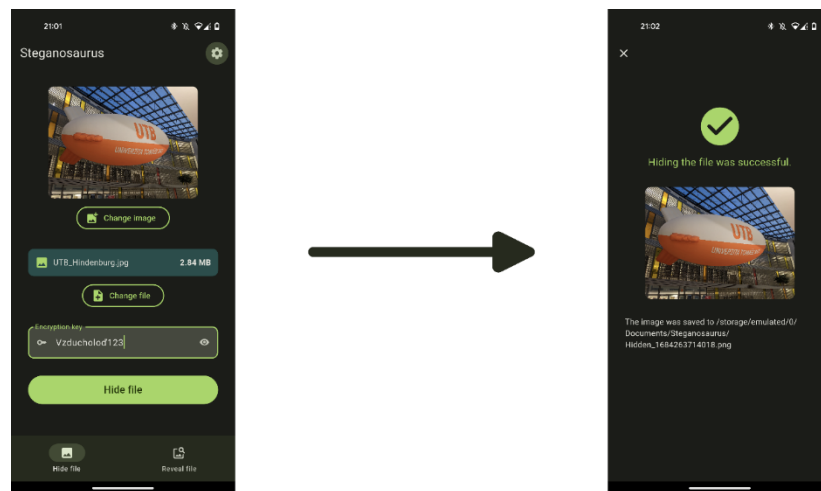 21:01
Steganosaurus
UTB
Change image
UTB_Hindenburg.jpg 2.84 MB
Change file
Encryption key
Vzducholoď123
Hide file
Hide file Reveal file
21:02
Hiding the file was successful.
UTB
The image was saved to /storage/emulated/0/
Documents/Steganosaurus/
Hidden_1684263714018.png